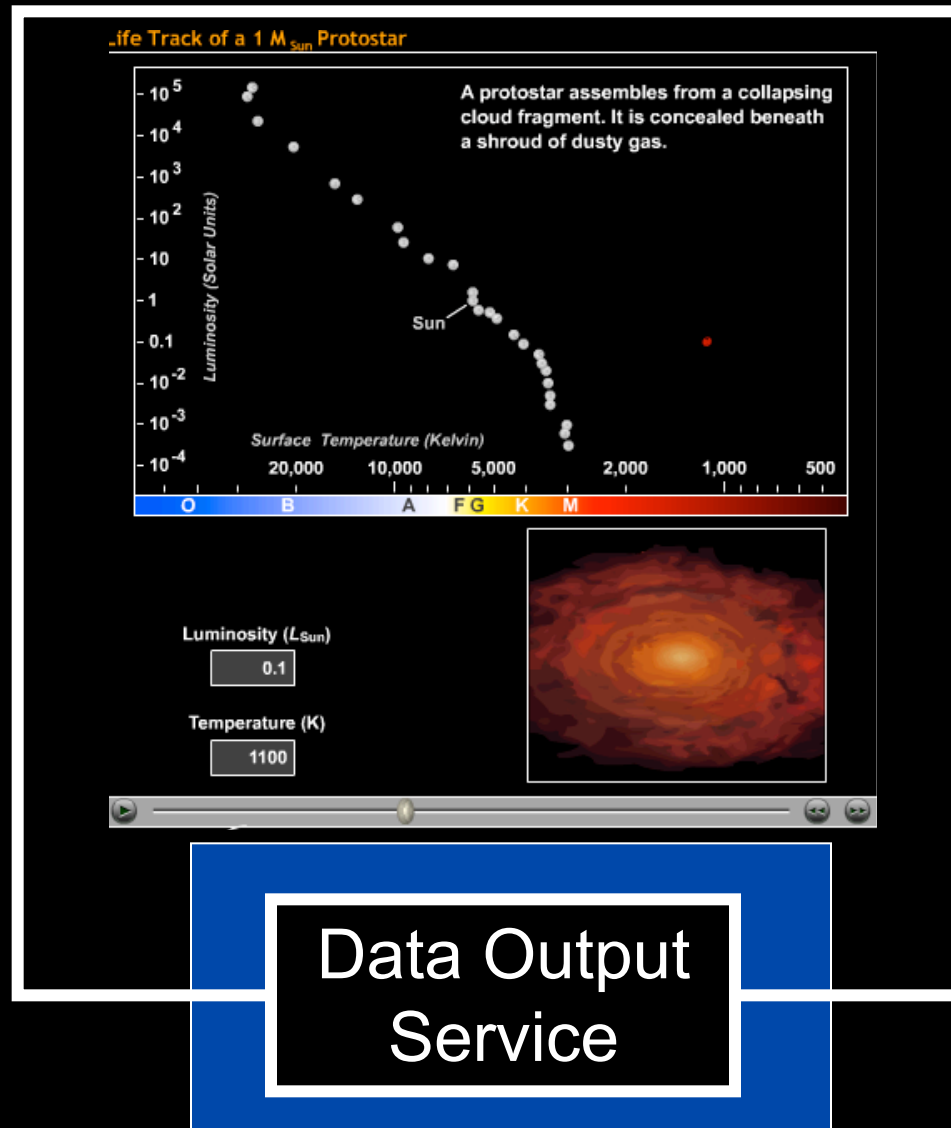 Life Track of a 1 M Sun Protostar
A protostar assembles from a collapsing
cloud fragment. It is concealed beneath
a shroud of dusty gas.
10 5
10 4
10 3
10 2
10
1
0.1
10 -2
10 -3
10 -4
Luminosity (Solar Units)
Sun
Surface Temperature (Kelvin)
20,000 10,000 5,000 2,000 1,000 500
O B A F G K M
Luminosity (LSun)
0.1
Temperature (K)
1100
Data Output
Service